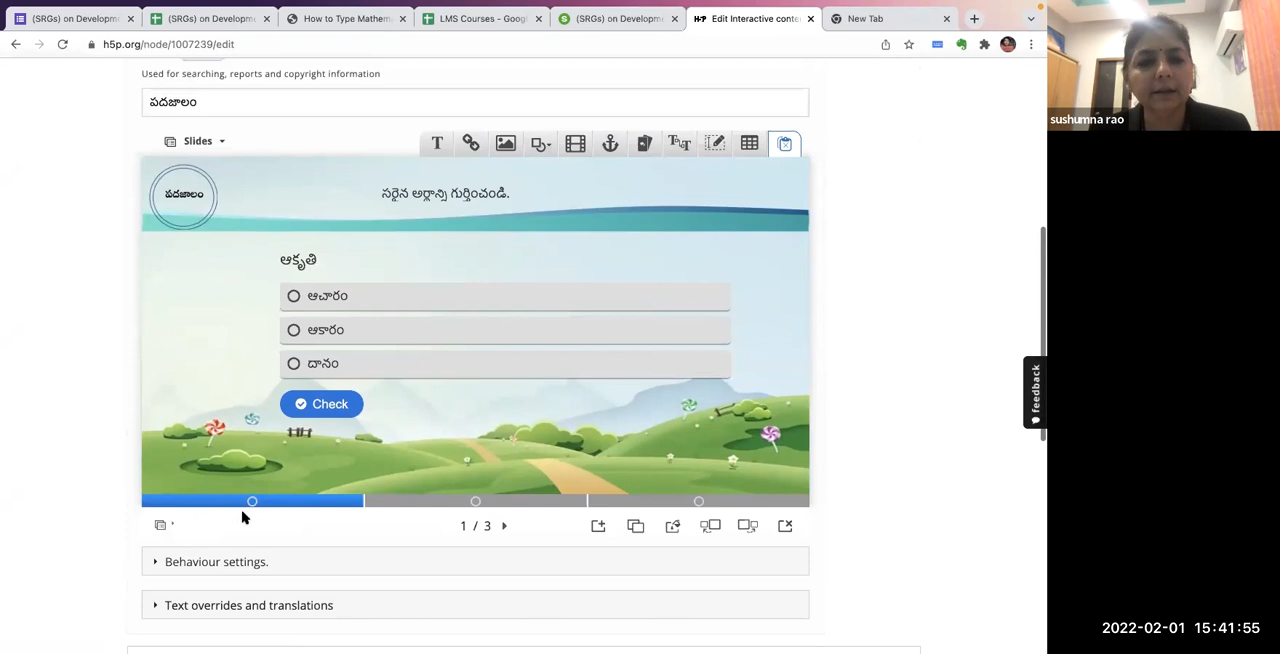 (SRGs) on Developm
(SRGs) on Developm
How to Type Mathem
LMS Courses - Goog
(SRGs) on Developm
H-P Edit Interactive conte
New Tab
h5p.org/node/1007239/edit
sushumna rao
Used for searching, reports and copyright information
పదజాలం
Slides
పదజాలం
సరైన అర్థాన్ని గుర్తించండి.
ఆకృతి
ఆచారం
ఆకారం
దానం
Check
feedback
1 / 3
Behaviour settings.
Text overrides and translations
2022-02-01 15:41:55